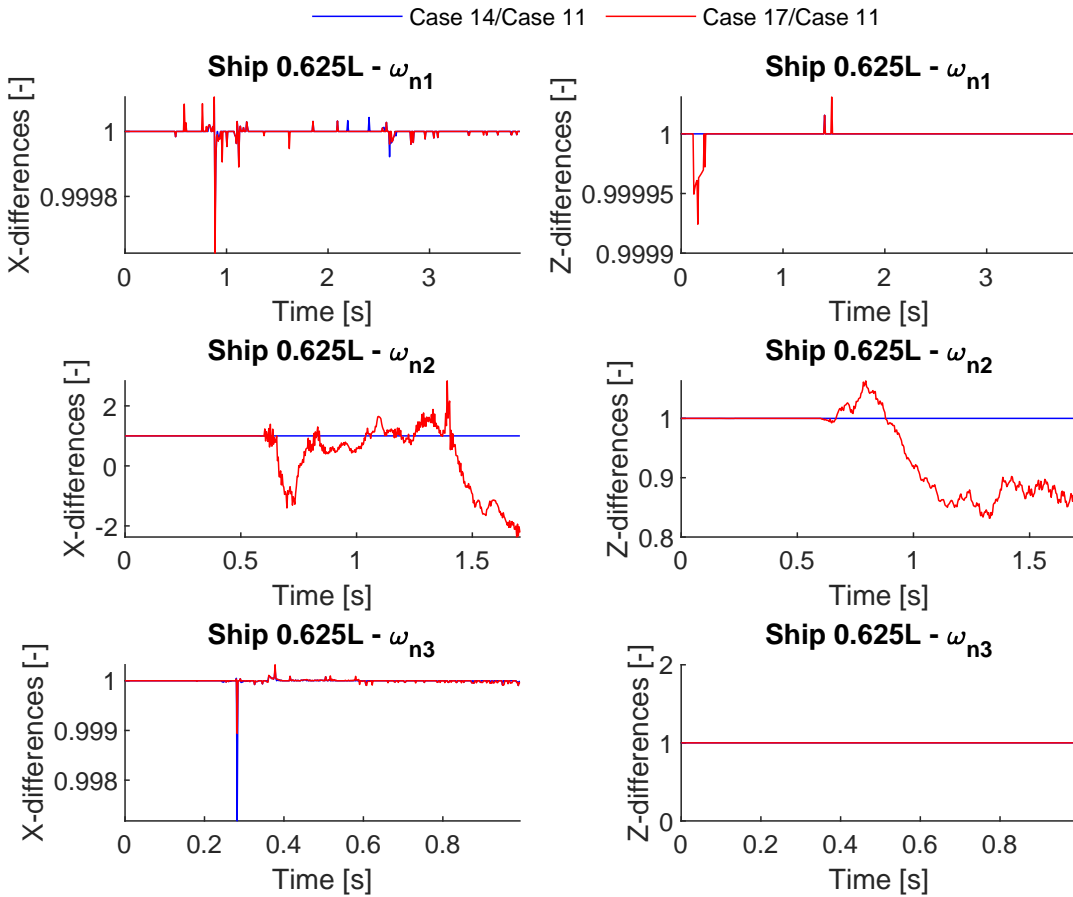 Case 14/Case 11 Case 17/Case 11
Ship 0.625L - ωn1
X-differences [-]
1
0.9998
0 1 2 3
Time [s]
Ship 0.625L - ωn1
Z-differences [-]
1
0.99995
0.9999
0 1 2 3
Time [s]
Ship 0.625L - ωn2
X-differences [-]
2
0
-2
0 0.5 1 1.5
Time [s]
Ship 0.625L - ωn2
Z-differences [-]
1
0.9
0.8
0 0.5 1 1.5
Time [s]
Ship 0.625L - ωn3
X-differences [-]
1
0.999
0.998
0 0.2 0.4 0.6 0.8
Time [s]
Ship 0.625L - ωn3
Z-differences [-]
2
1
0
0 0.2 0.4 0.6 0.8
Time [s]